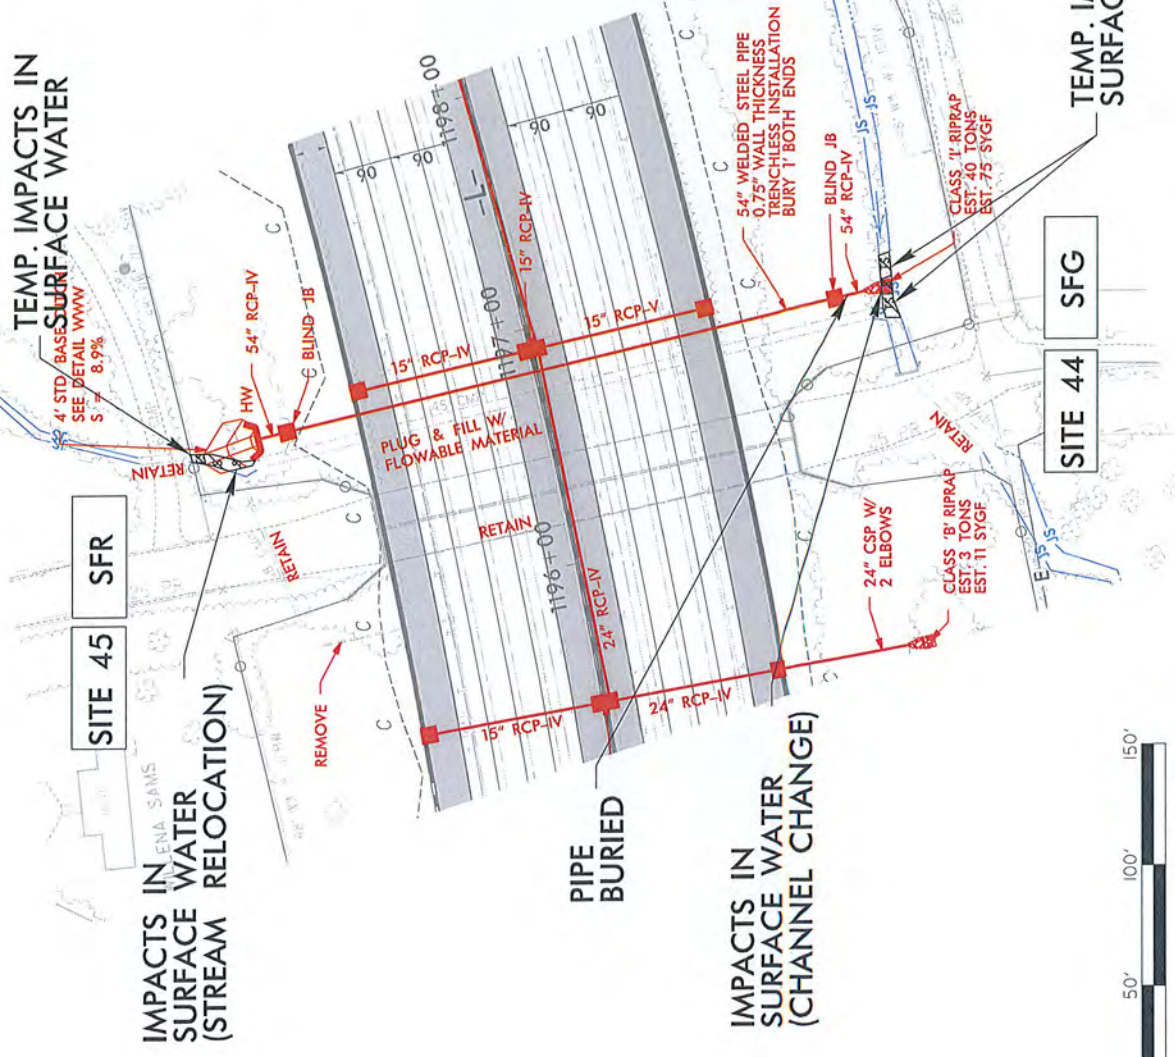 TEMP. IMPACTS IN
SURFACE WATER
4' STD. BASE
SEE DETAIL WWW
S = 8.9%
HW
54" RCP-IV
BLIND JB
RETAIN
SITE 45
SFR
RETAIN
IMPACTS IN
SURFACE WATER
(STREAM RELOCATION)
LENA SAMS
REMOVE
C
C
C
C
C
15" RCP-IV
PLUG & FILL W/
FLOWABLE MATERIAL
RETAIN
1196+00
1197+00
1198+00
-L-
90
90
90
90
15" RCP-IV
15" RCP-V
24" RCP-IV
15" RCP-IV
24" RCP-IV
C
C
C
C
54" WELDED STEEL PIPE
0.75" WALL THICKNESS
TRENCHLESS INSTALLATION
BURY 1' BOTH ENDS
BLIND JB
54" RCP-IV
JS
JS
CLASS 'I' RIPRAP
EST. 40 TONS
EST. 75 SYGF
TEMP.
SURFAC
SITE 44
SFG
RETAIN
24" CSP W/
2 ELBOWS
CLASS 'B' RIPRAP
EST. 3 TONS
EST. 11 SYGF
E
JS
JS
PIPE
BURIED
IMPACTS IN
SURFACE WATER
(CHANNEL CHANGE)
50'
100'
150'